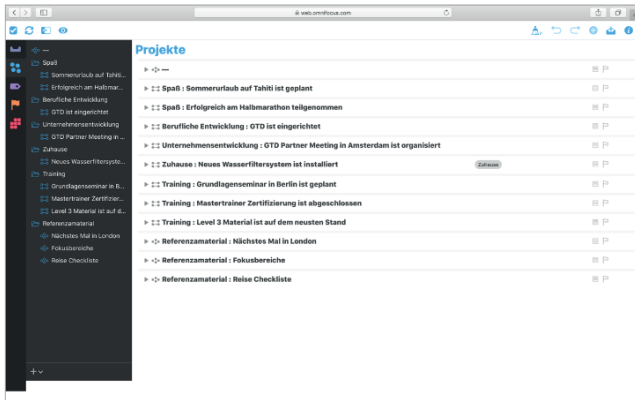 web.omnifocus.com
—
Spaß
Sommerurlaub auf Tahiti...
Erfolgreich am Halbmar...
Berufliche Entwicklung
GTD ist eingerichtet
Unternehmensentwicklung
GTD Partner Meeting in ...
Zuhause
Neues Wasserfiltersyste...
Training
Grundlagenseminar in B...
Mastertrainer Zertifizier...
Level 3 Material ist auf d...
Referenzmaterial
Nächstes Mal in London
Fokusbereiche
Reise Checkliste
Projekte
—
Spaß : Sommerurlaub auf Tahiti ist geplant
Spaß : Erfolgreich am Halbmarathon teilgenommen
Berufliche Entwicklung : GTD ist eingerichtet
Unternehmensentwicklung : GTD Partner Meeting in Amsterdam ist organisiert
Zuhause : Neues Wasserfiltersystem ist installiert Zuhause
Training : Grundlagenseminar in Berlin ist geplant
Training : Mastertrainer Zertifizierung ist abgeschlossen
Training : Level 3 Material ist auf dem neusten Stand
Referenzamaterial : Nächstes Mal in London
Referenzamaterial : Fokusbereiche
Referenzamaterial : Reise Checkliste